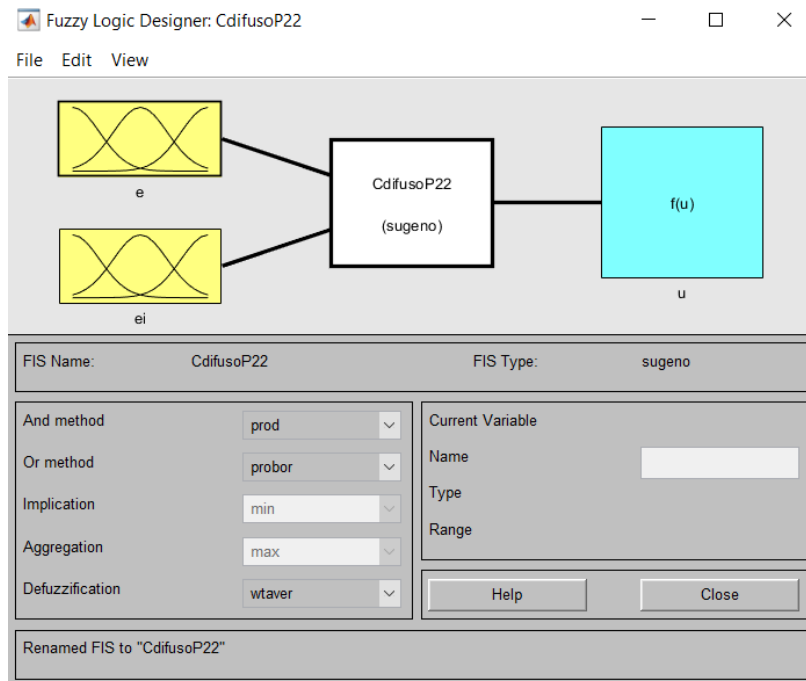 Fuzzy Logic Designer: CdifusoP22
File Edit View
e
CdifusoP22
(sugeno)
f(u)
ei
u
FIS Name: CdifusoP22 FIS Type: sugeno
And method prod
Or method probor
Implication min
Aggregation max
Defuzzification wtaver
Current Variable
Name
Type
Range
Help Close
Renamed FIS to "CdifusoP22"